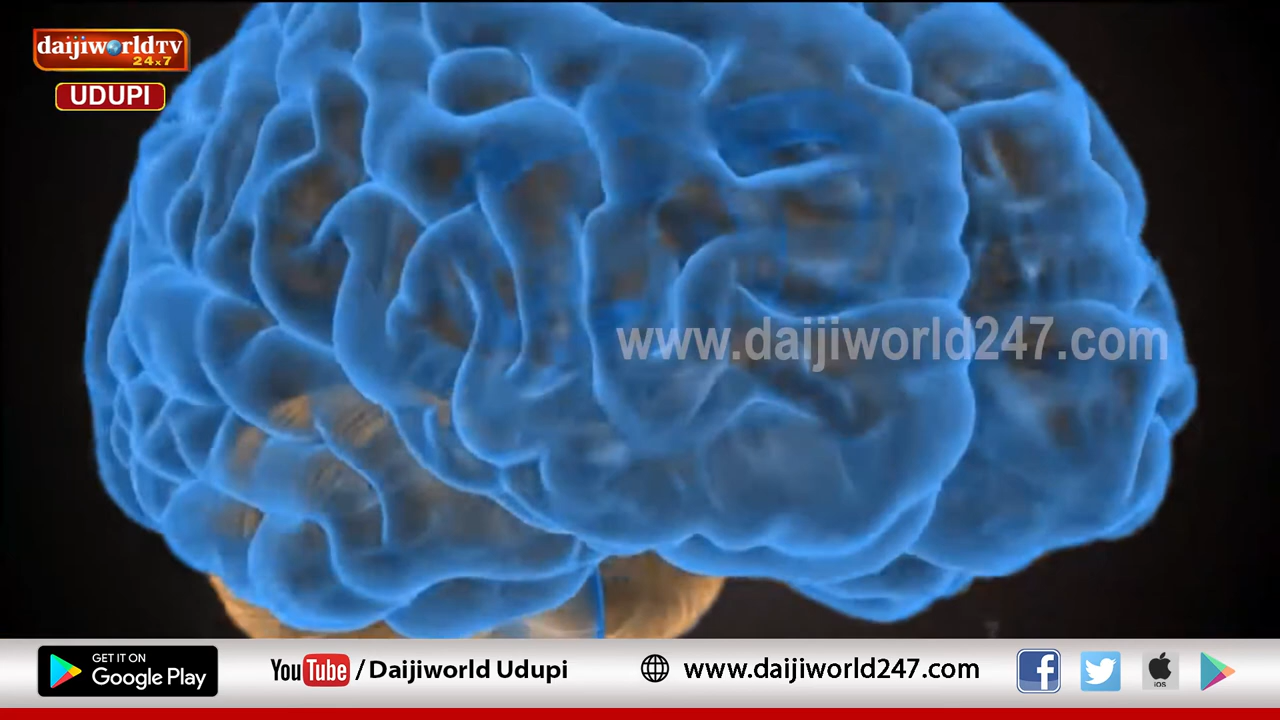 daijiworldTV
24x7
UDUPI
www.daijiworld247.com
GET IT ON
Google Play
YouTube / Daijiworld Udupi
www.daijiworld247.com
iOS